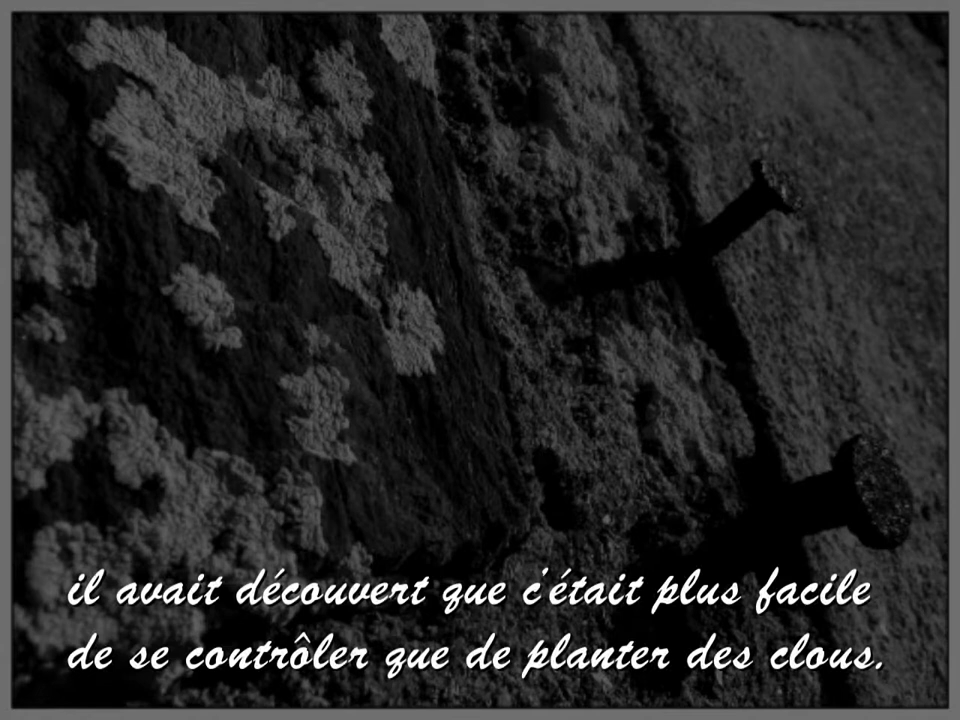 il avait découvert que c'était plus facile
de se contrôler que de planter des clous.